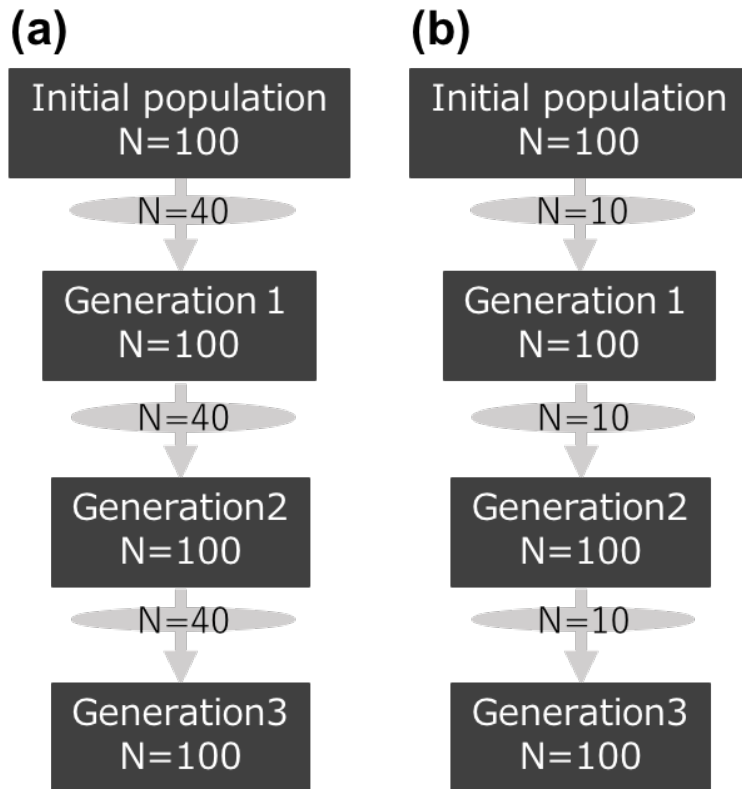 (a)
Initial population
N=100
N=40
Generation 1
N=100
N=40
Generation2
N=100
N=40
Generation3
N=100
(b)
Initial population
N=100
N=10
Generation 1
N=100
N=10
Generation2
N=100
N=10
Generation3
N=100